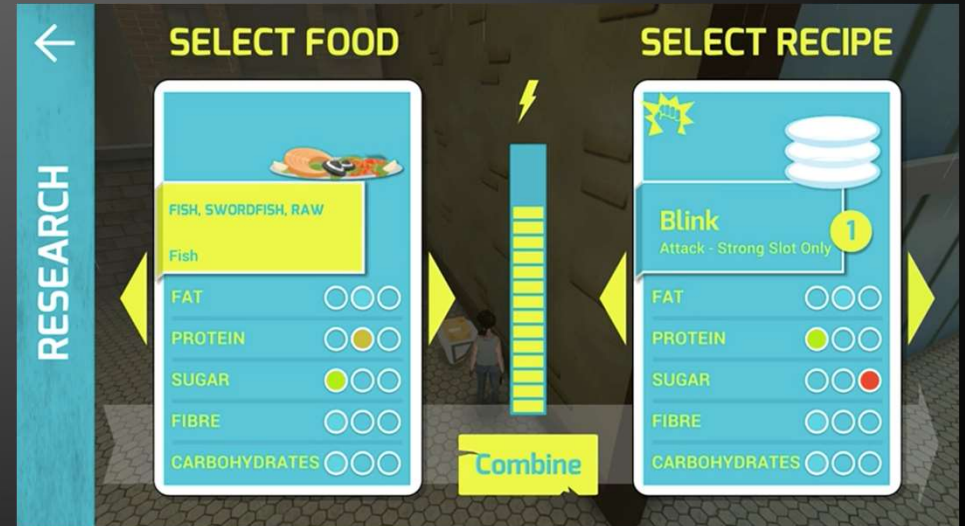 RESEARCH
SELECT FOOD
FISH, SWORDFISH, RAW
Fish
FAT
PROTEIN
SUGAR
FIBRE
CARBOHYDRATES
Combine
SELECT RECIPE
Blink
1
Attack - Strong Slot Only
FAT
PROTEIN
SUGAR
FIBRE
CARBOHYDRATES